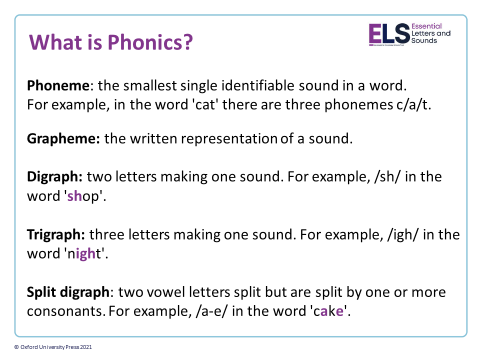 What is Phonics?
ELS Essential
Letters and
Sounds
Phoneme: the smallest single identifiable sound in a word.
For example, in the word 'cat' there are three phonemes c/a/t.
Grapheme: the written representation of a sound.
Digraph: two letters making one sound. For example, /sh/ in the
word 'shop'.
Trigraph: three letters making one sound. For example, /igh/ in the
word 'night'.
Split digraph: two vowel letters split but are split by one or more
consonants. For example, /a-e/ in the word 'cake'.
© Oxford University Press 2021